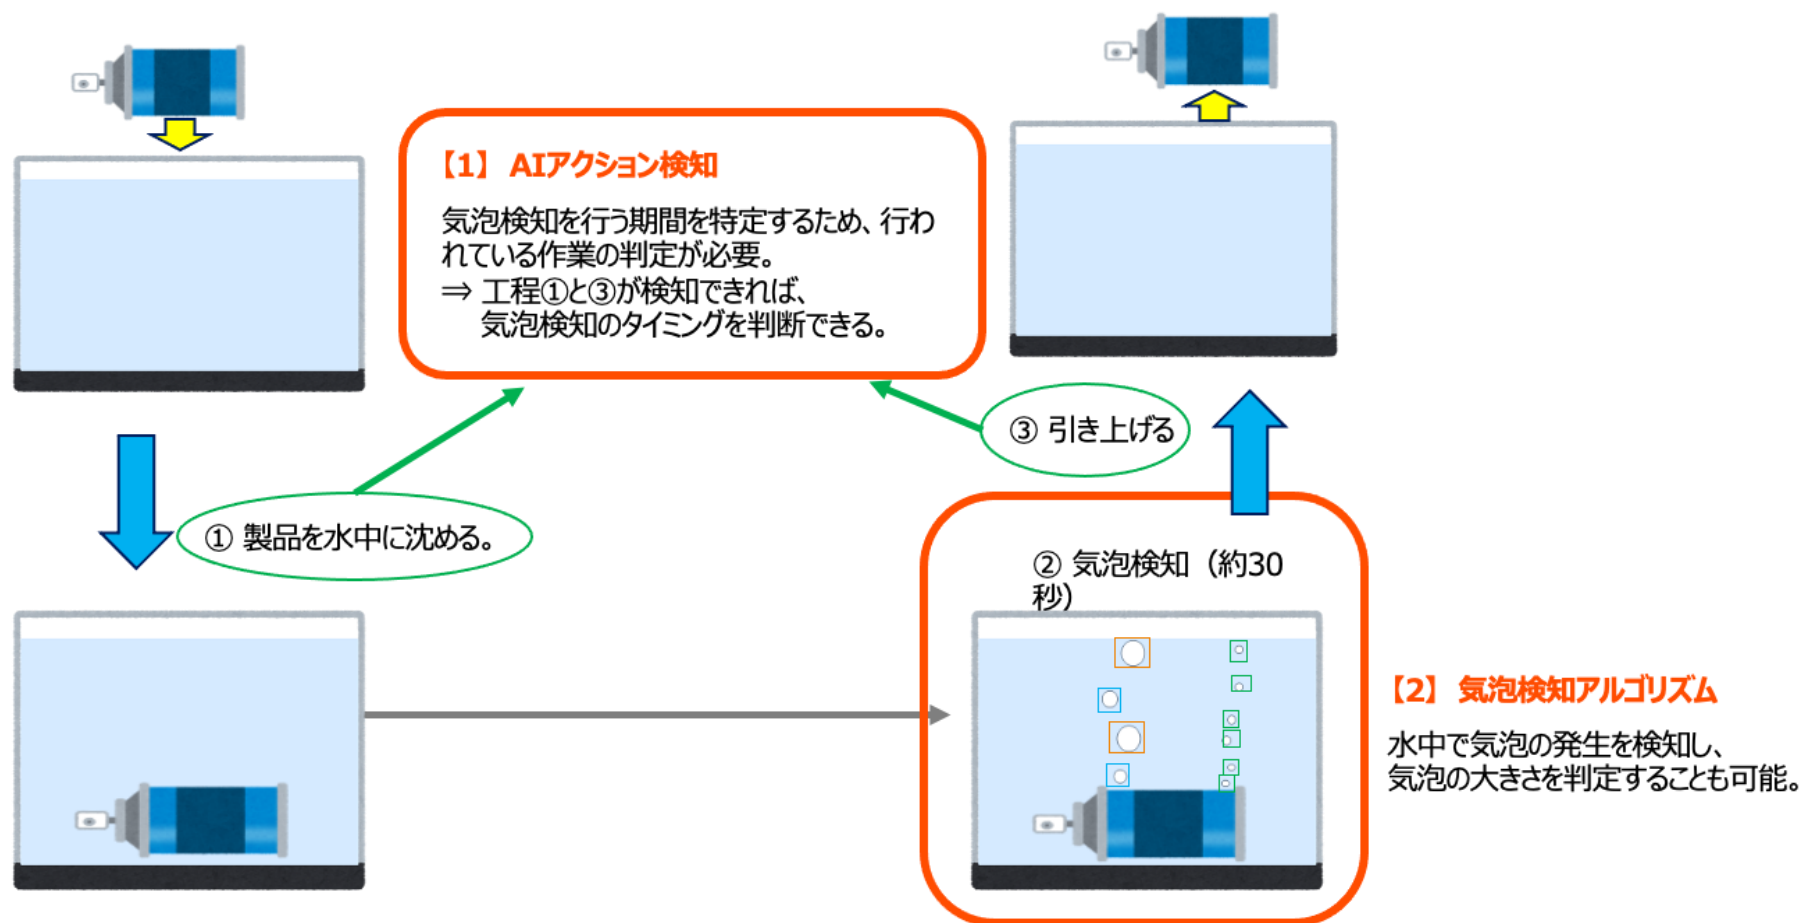 【1】 AIアクション検知
気泡検知を行う期間を特定するため、行わ
れている作業の判定が必要。
⇒ 工程①と③が検知できれば、
気泡検知のタイミングを判断できる。
③ 引き上げる
① 製品を水中に沈める。
② 気泡検知（約30
秒）
【2】 気泡検知アルゴリズム
水中で気泡の発生を検知し、
気泡の大きさを判定することも可能。